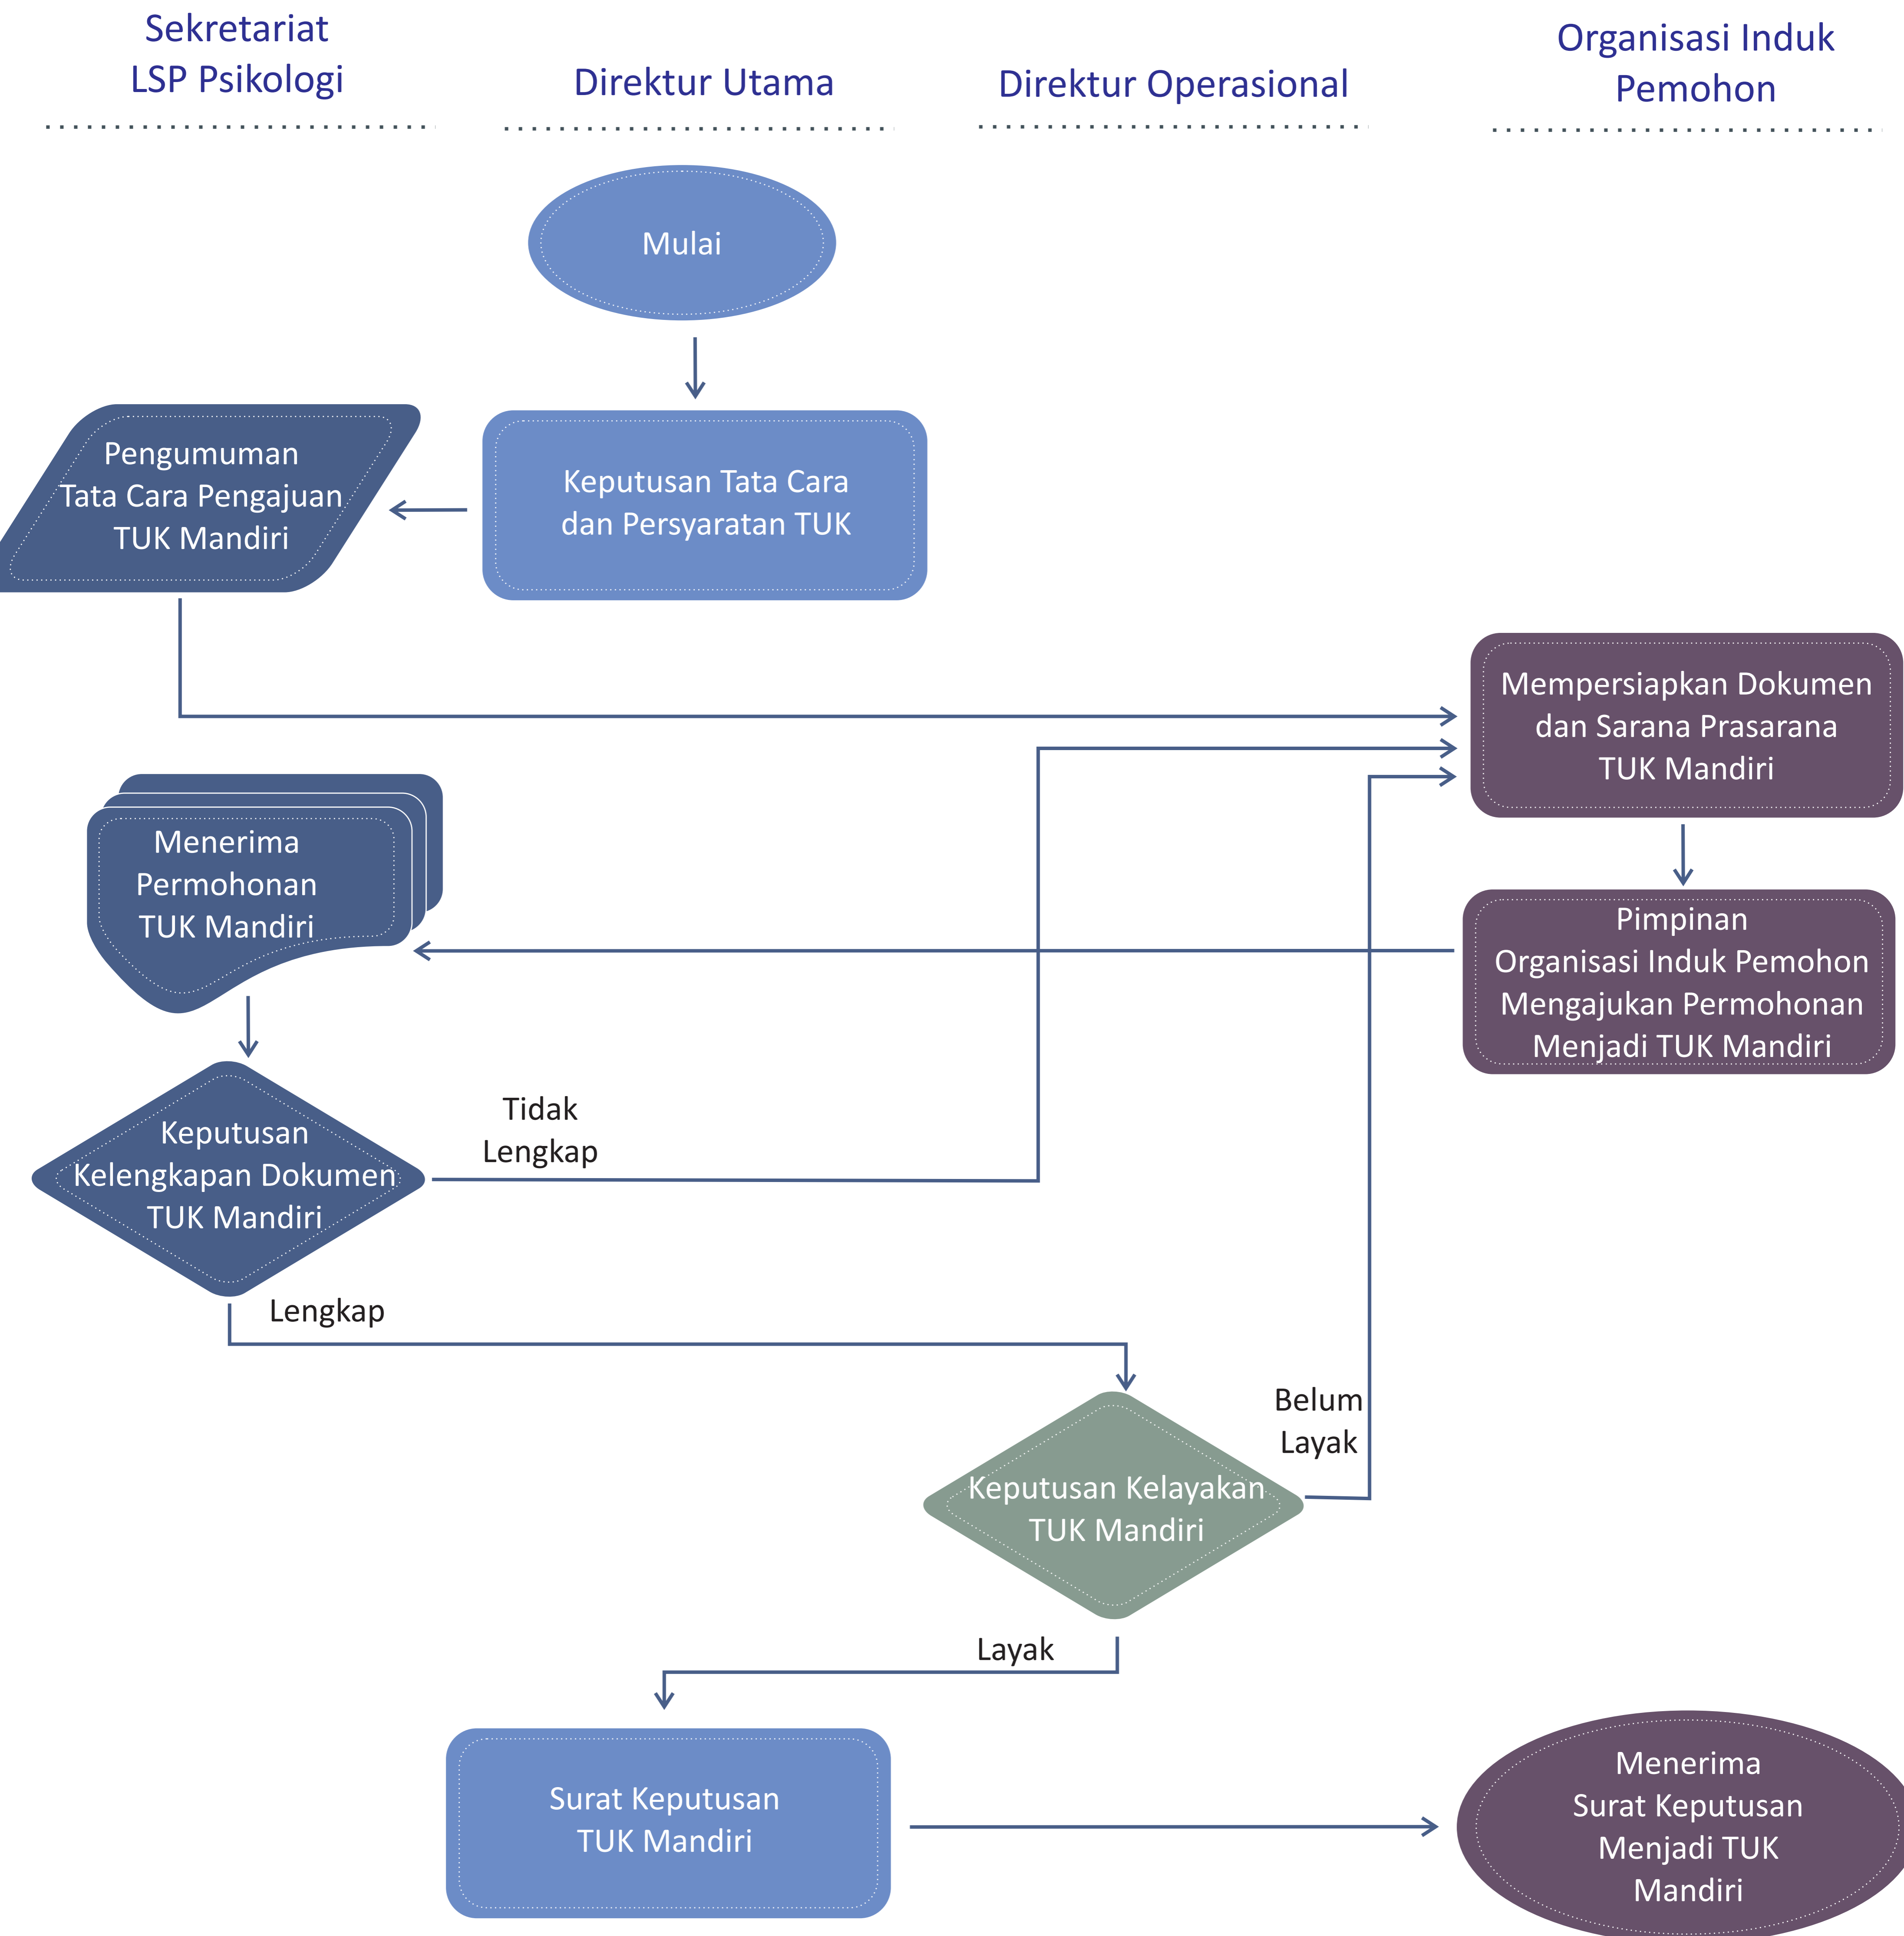 Sekretariat
LSP Psikologi
Direktur Utama
Direktur Operasional
Organisasi Induk
Pemohon
Mulai
Pengumuman
Tata Cara Pengajuan
TUK Mandiri
Keputusan Tata Cara
dan Persyaratan TUK
Mempersiapkan Dokumen
dan Sarana Prasarana
TUK Mandiri
Menerima
Permohonan
TUK Mandiri
Pimpinan
Organisasi Induk Pemohon
Mengajukan Permohonan
Menjadi TUK Mandiri
Keputusan
Kelengkapan Dokumen
TUK Mandiri
Tidak
Lengkap
Lengkap
Belum
Layak
Keputusan Kelayakan
TUK Mandiri
Layak
Surat Keputusan
TUK Mandiri
Menerima
Surat Keputusan
Menjadi TUK
Mandiri